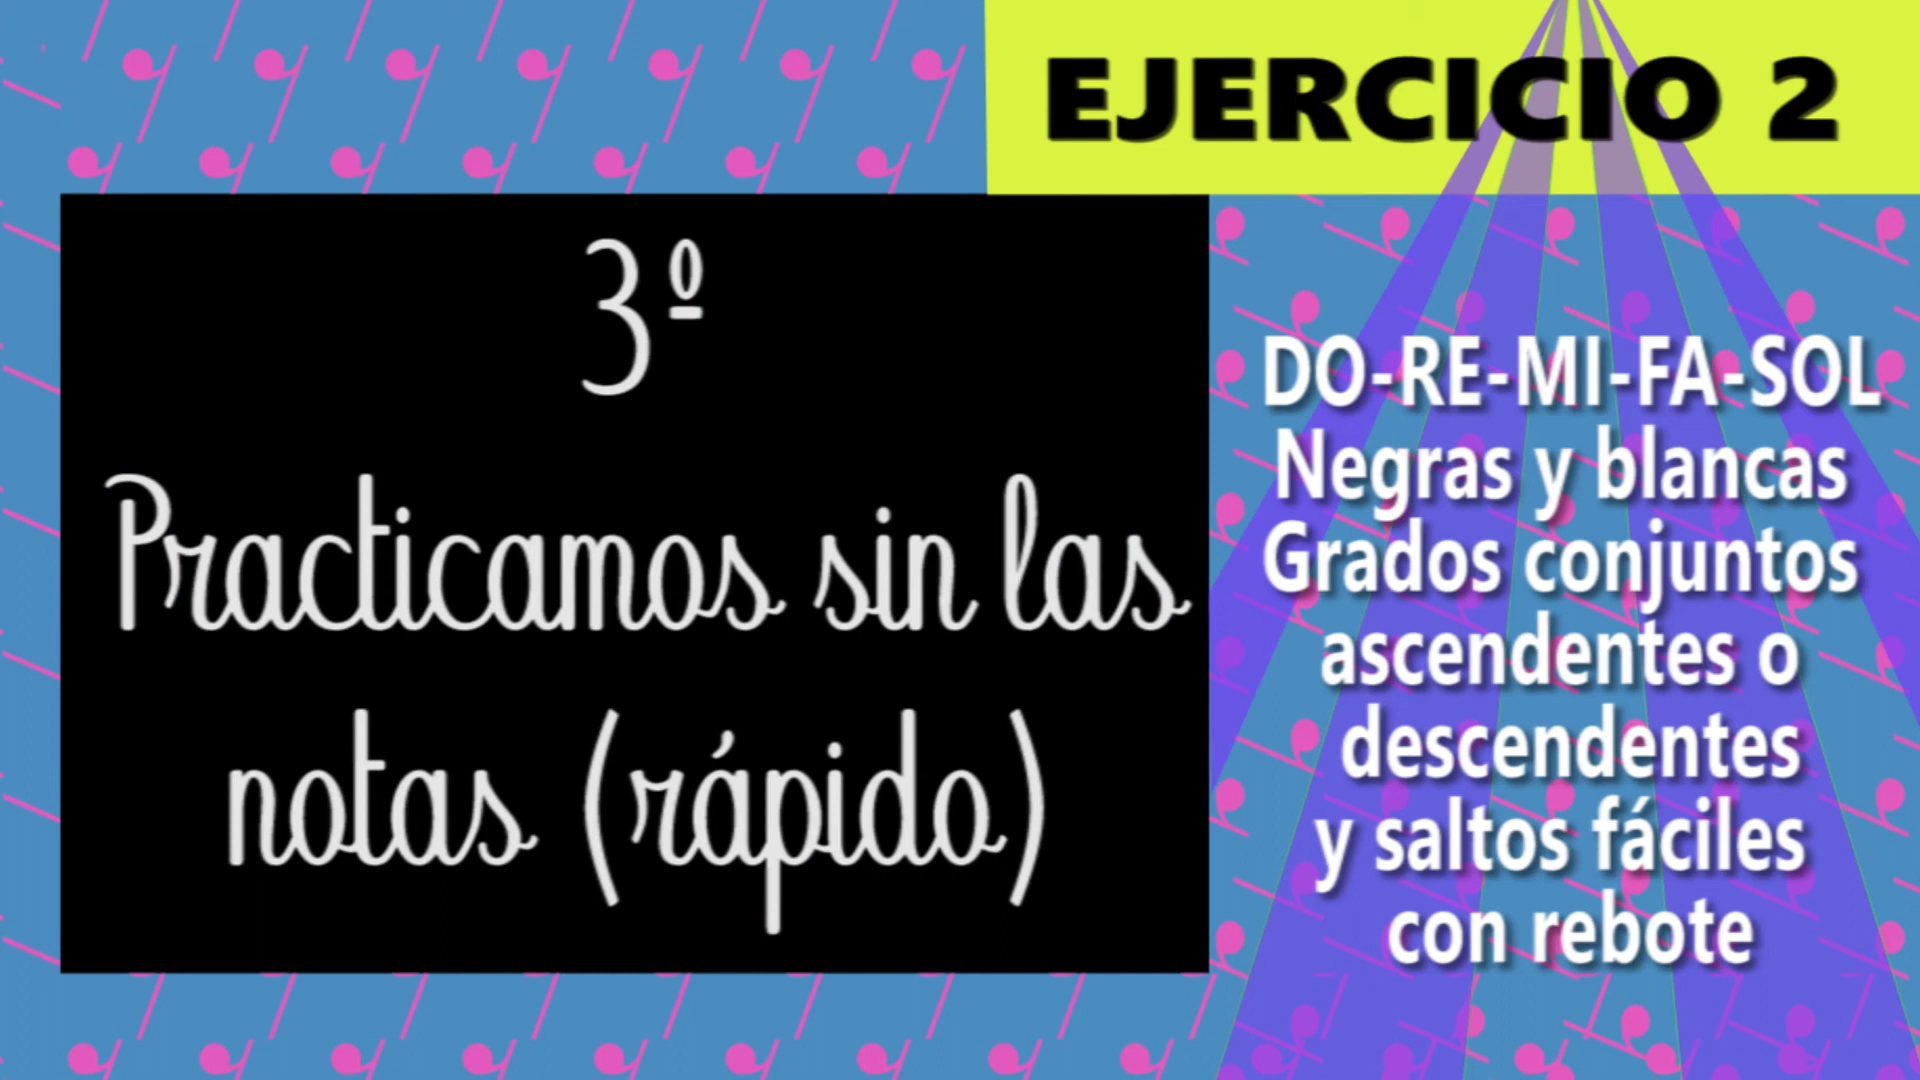 EJERCICIO 2
3º
Practicamos sin las
notas (rápido)
DO-RE-MI-FA-SOL
Negras y blancas
Grados conjuntos
ascendentes o
descendentes
y saltos fáciles
con rebote